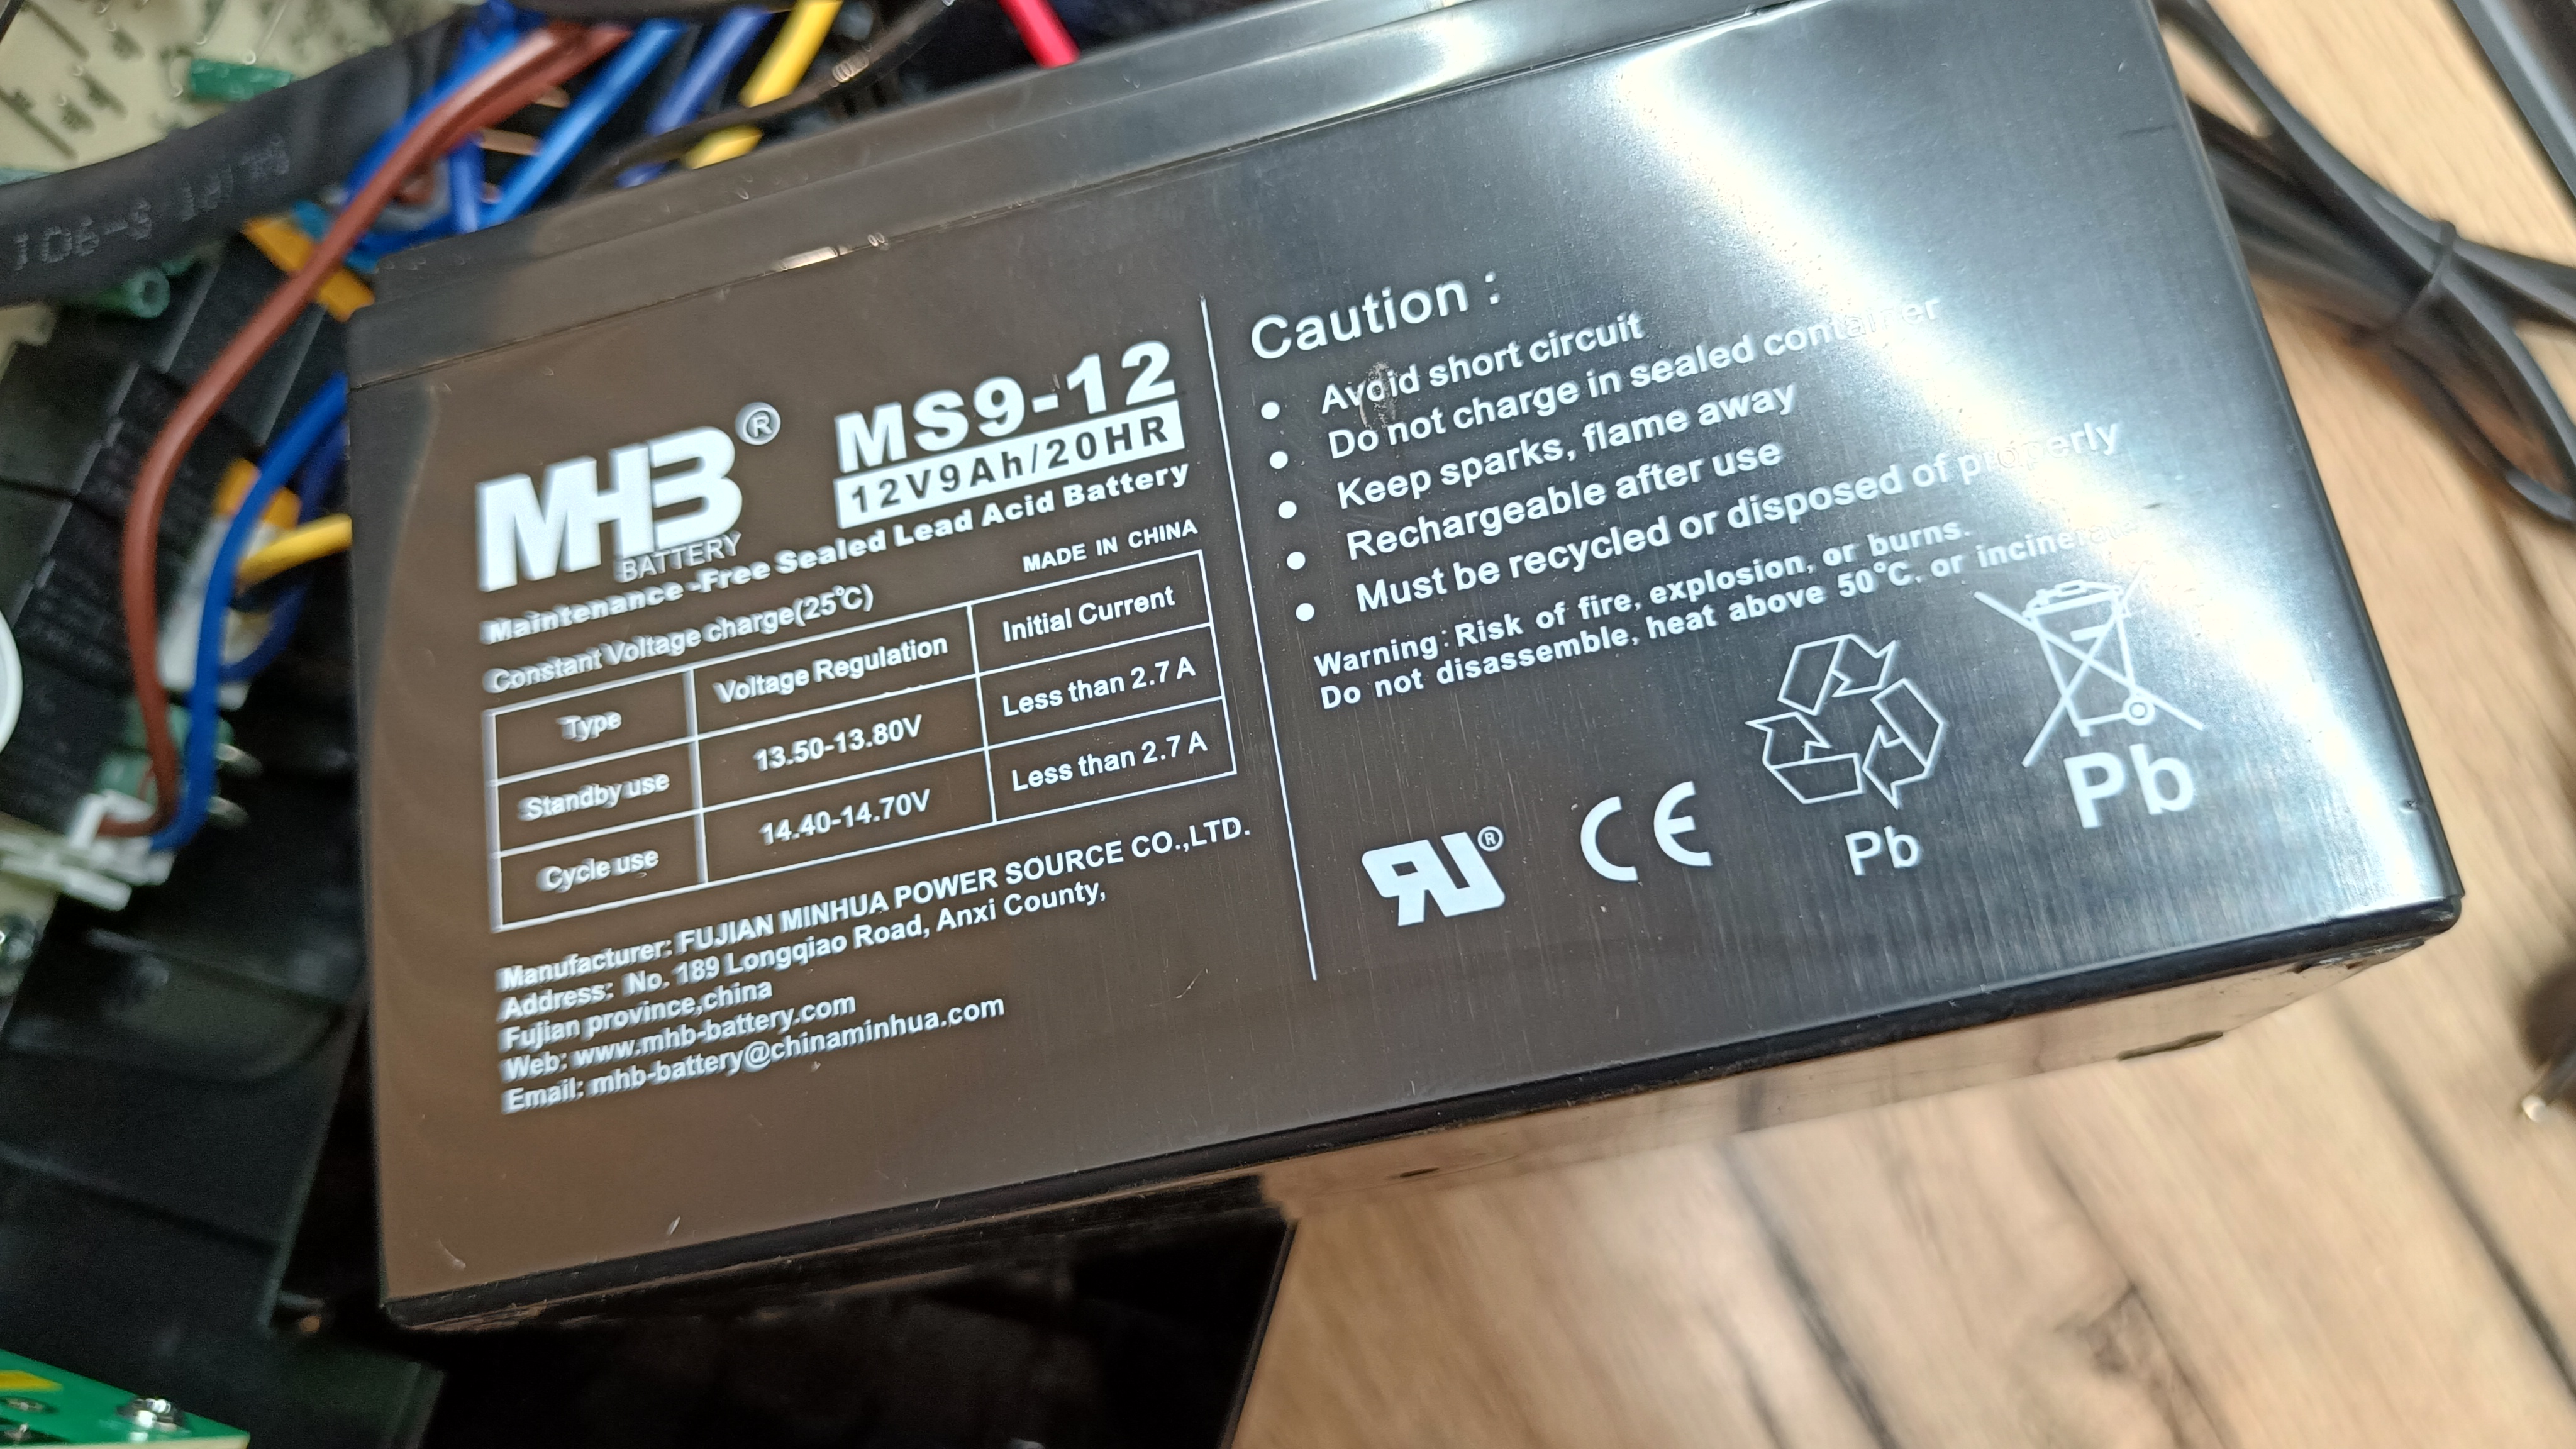 MHB®
BATTERY
MS9-12
12V9Ah/20HR
Maintenance-Free Sealed Lead Acid Battery
MADE IN CHINA
Constant Voltage charge(25℃)
Type Voltage Regulation Initial Current
Standby use 13.50-13.80V Less than 2.7 A
Cycle use 14.40-14.70V Less than 2.7 A
Manufacturer: FUJIAN MINHUA POWER SOURCE CO.,LTD.
Address: No. 189 Longqiao Road, Anxi County,
Fujian province,china
Web: www.mhb-battery.com
Email: mhb-battery@chinaminhua.com
Caution :
• Avoid short circuit
• Do not charge in sealed container
• Keep sparks, flame away
• Rechargeable after use
• Must be recycled or disposed of properly
Warning: Risk of fire, explosion, or burns.
Do not disassemble, heat above 50℃, or
RU®
CE
Pb
Pb